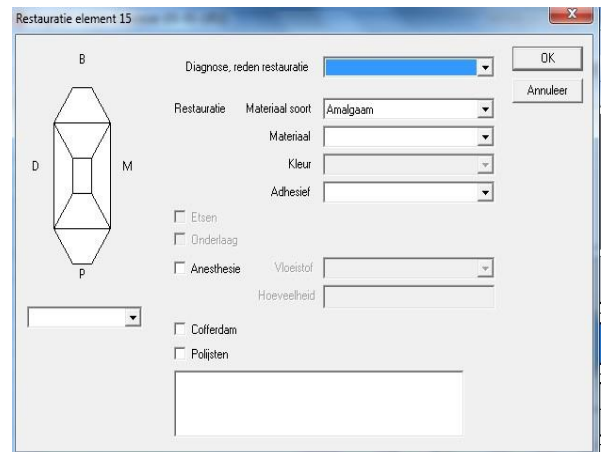 Restauratie element 15
B
D
M
P
Diagnose, reden restauratie
OK
Annuleer
Restauratie Materiaal soort Amalgaam
Materiaal
Kleur
Adhesief
Etsen
Onderlaag
Anesthesie Vloeistof
Hoeveelheid
Cofferdam
Polijsten